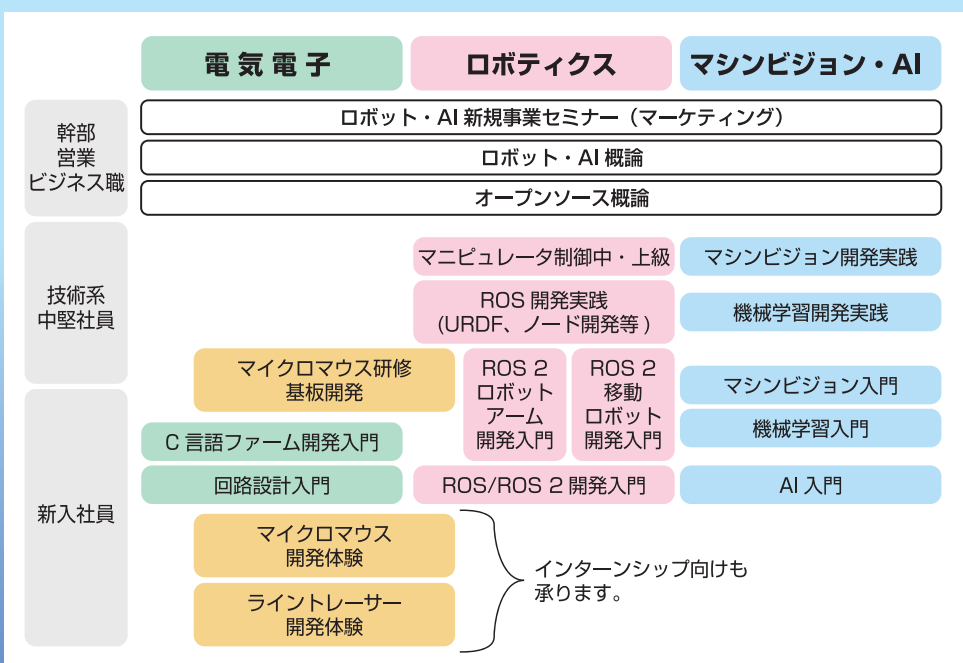 電気電子
ロボティクス
マシンビジョン・AI
幹部
営業
ビジネス職
ロボット・AI 新規事業セミナー（マーケティング）
ロボット・AI 概論
オープンソース概論
技術系
中堅社員
マニピュレータ制御中・上級
マシンビジョン開発実践
ROS 開発実践
(URDF、ノード開発等 )
機械学習開発実践
マイクロマウス研修
基板開発
ROS 2
ロボット
アーム
開発入門
ROS 2
移動
ロボット
開発入門
マシンビジョン入門
機械学習入門
新入社員
C 言語ファーム開発入門
回路設計入門
ROS/ROS 2 開発入門
AI 入門
マイクロマウス
開発体験
ライントレーサー
開発体験
インターンシップ向けも
承ります。